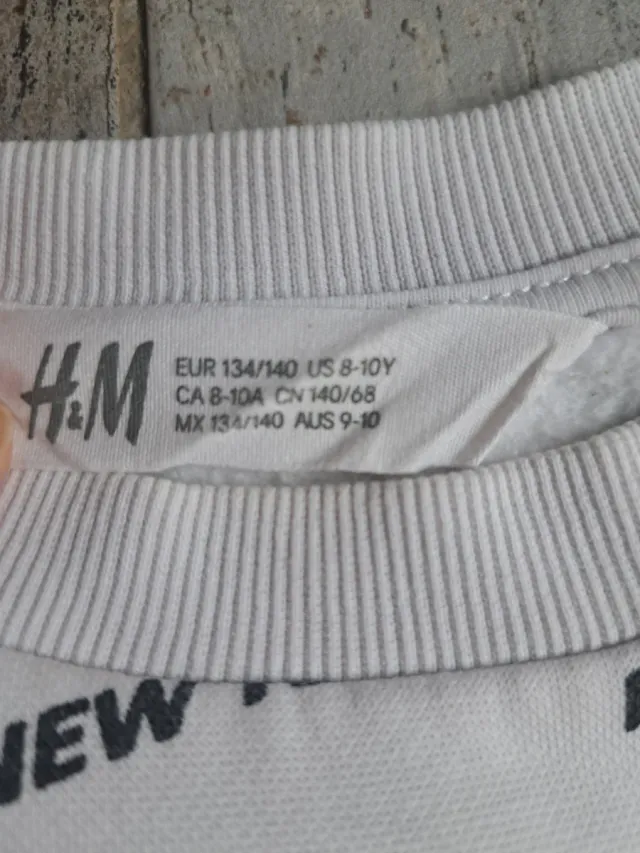 H&M
EUR 134/140 US 8-10Y
CA 8-10A CN 140/68
MX 134/140 AUS 9-10
NEW